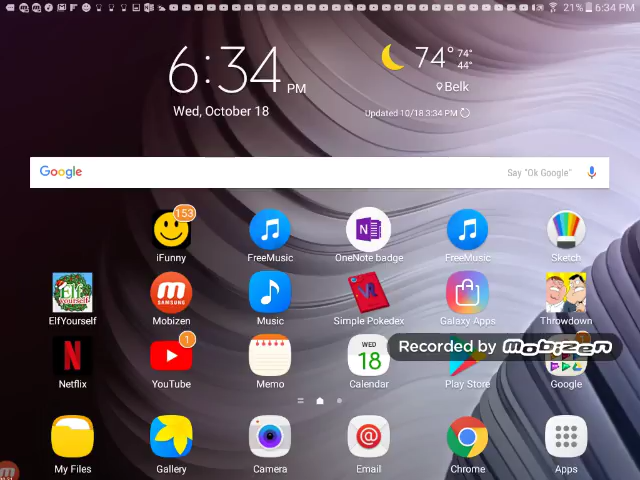 21% 6:34 PM
6:34 PM
Wed, October 18
74° 74°
44°
Belk
Updated 10/18 3:34 PM
Google Say "Ok Google"
153
iFunny FreeMusic OneNote badge FreeMusic Sketch
Elf yourself
SAMSUNG
ElfYourself Mobizen Music Simple Pokedex Galaxy Apps Throwdown
1 WED 18
Recorded by Mobizen
Netflix YouTube Memo Calendar Play Store Google
My Files Gallery Camera Email Chrome Apps